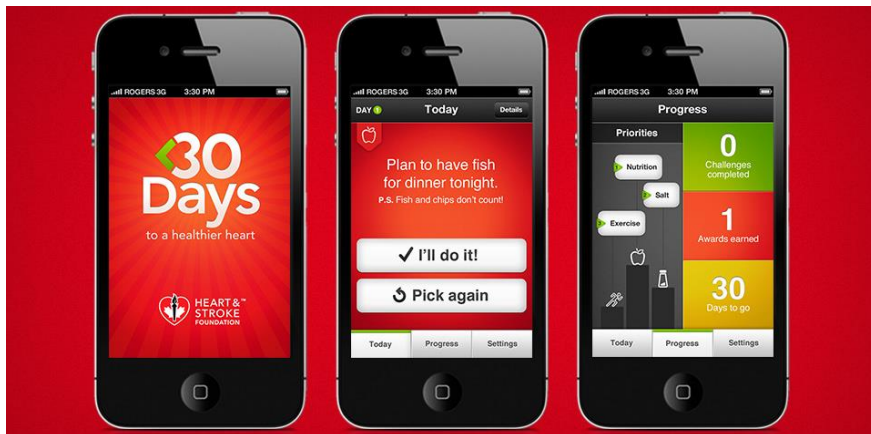 ROGERS 3G 3:30 PM
<30
Days
to a healthier heart
HEART &™
STROKE
FOUNDATION
ROGERS 3G 3:30 PM
DAY 1 Today Details
Plan to have fish
for dinner tonight.
P.S. Fish and chips don't count!
✓ I'll do it!
Pick again
Today Progress Settings
ROGERS 3G 3:30 PM
Progress
Priorities
Nutrition
Salt
Exercise
0
Challenges
completed
1
Awards earned
30
Days to go
Today Progress Settings